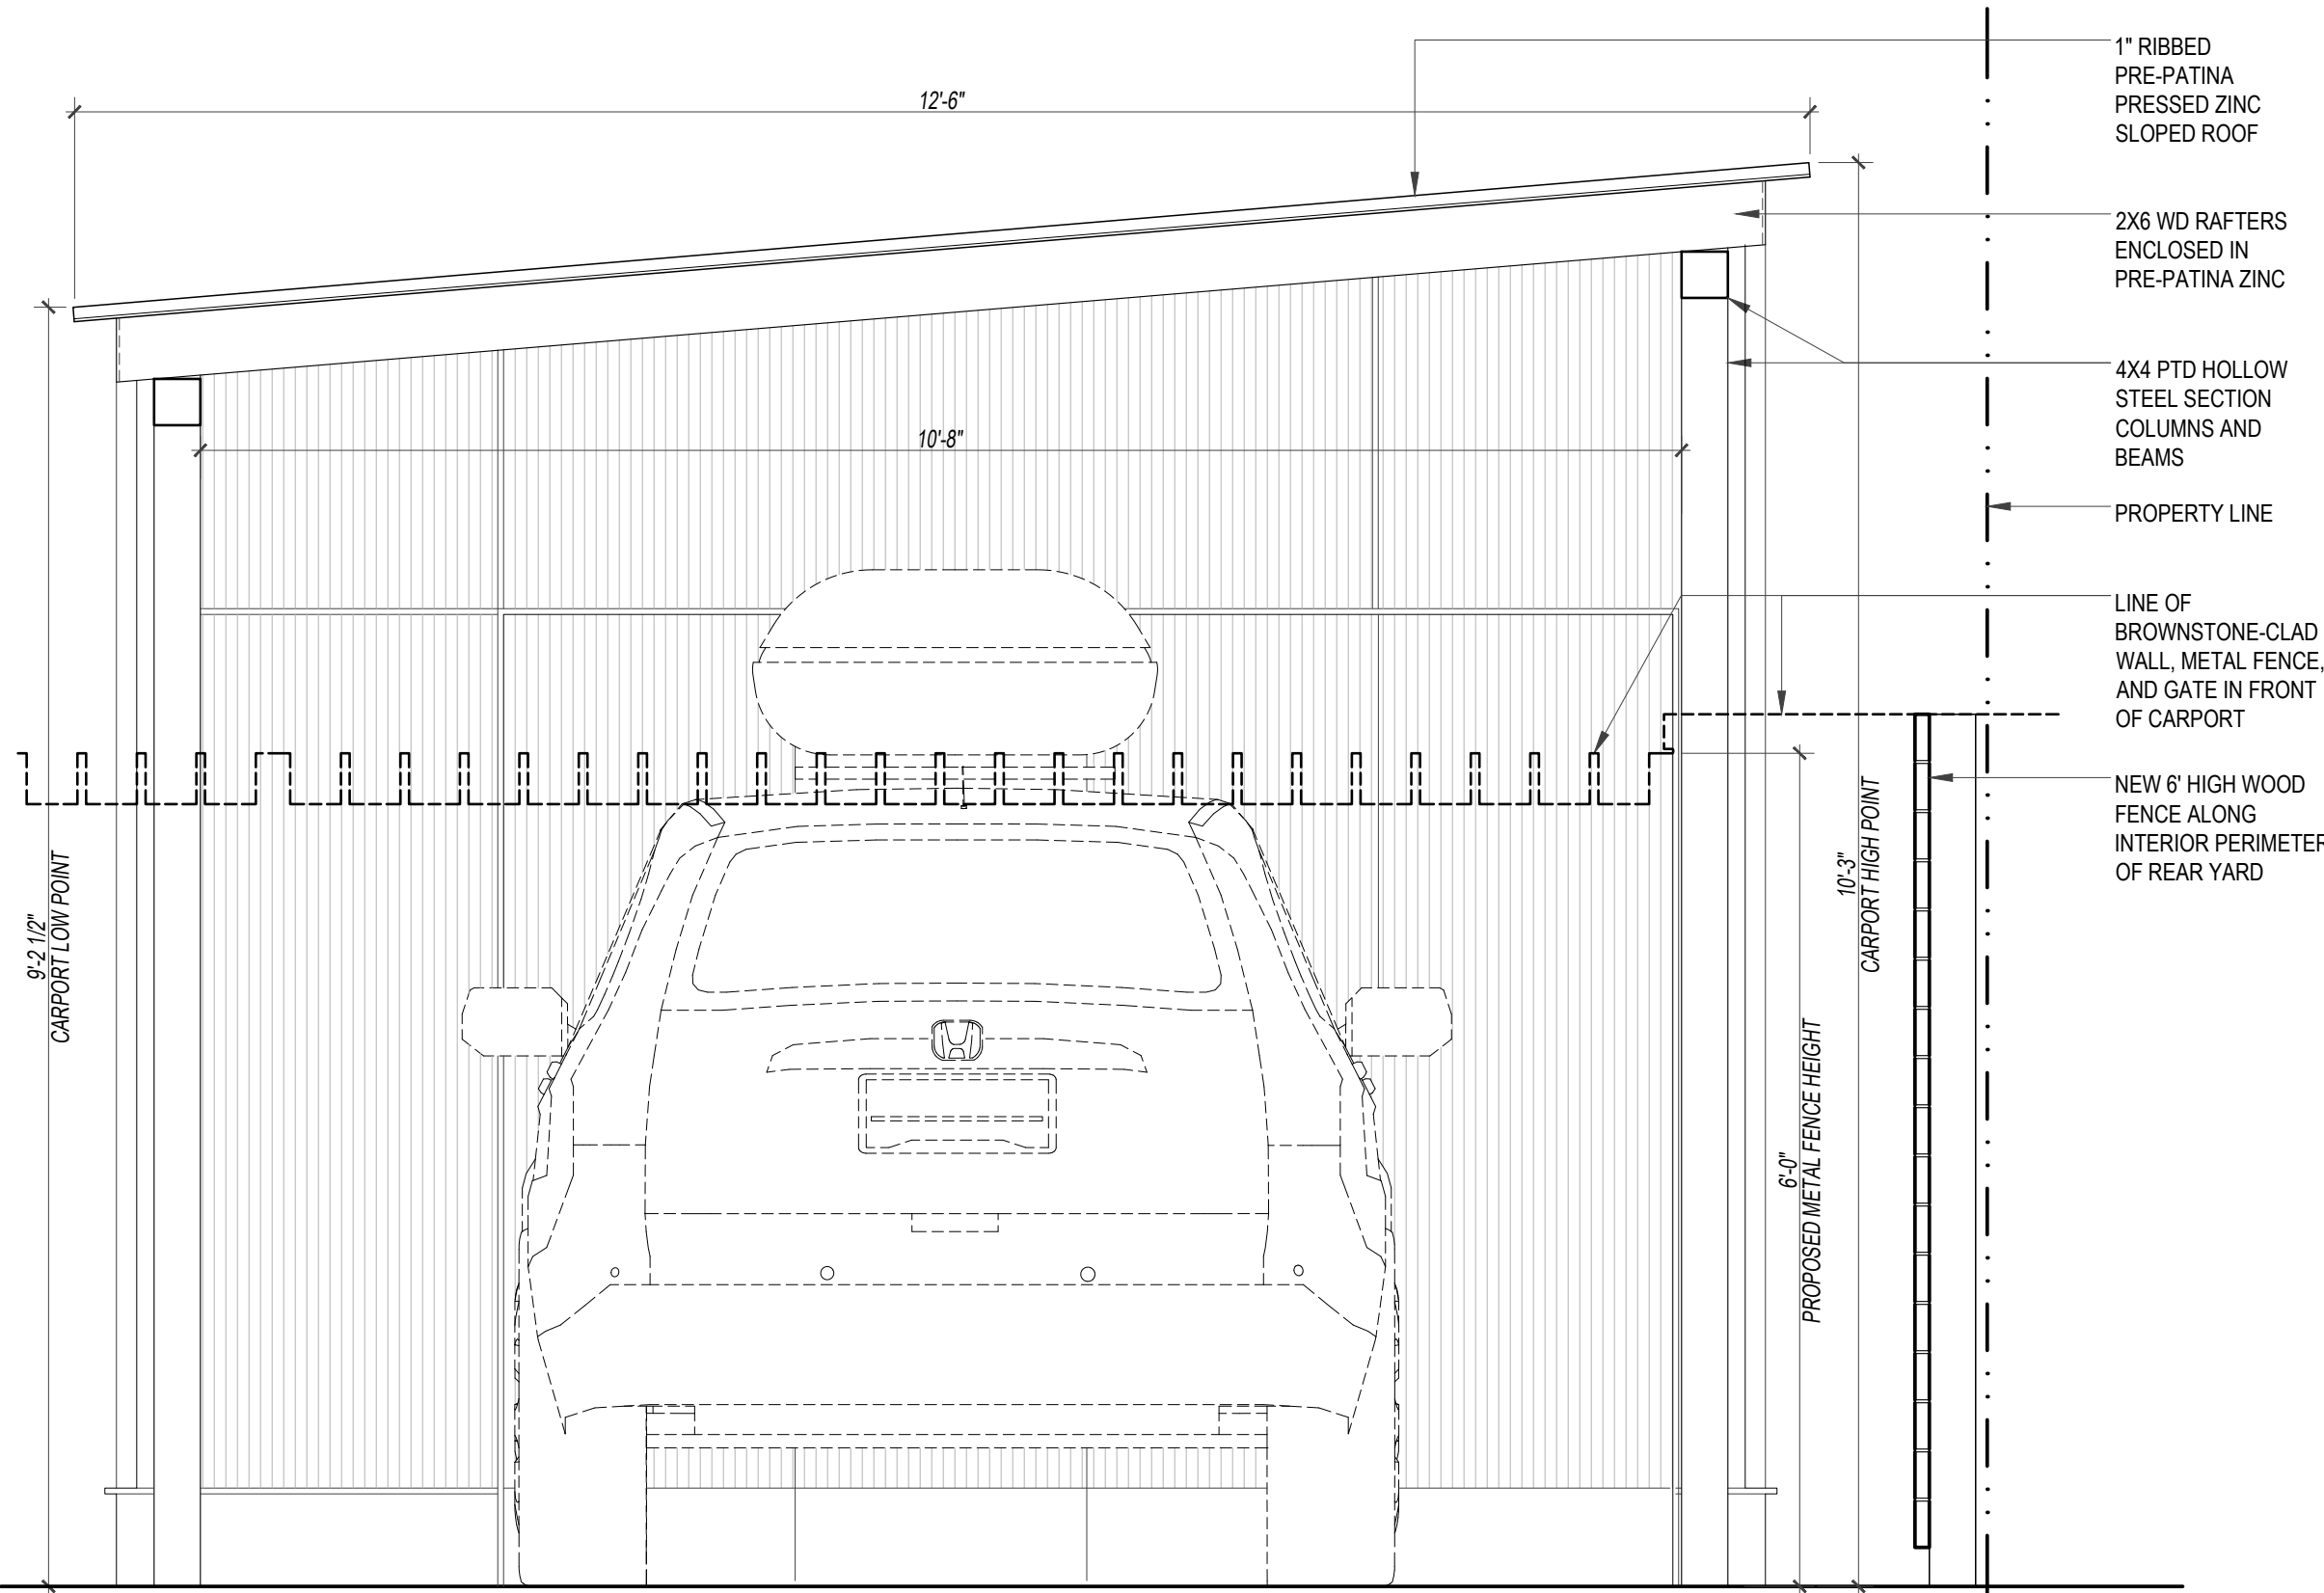 1" RIBBED
PRE-PATINA
PRESSED ZINC
SLOPED ROOF
12'-6"
2X6 WD RAFTERS
ENCLOSED IN
PRE-PATINA ZINC
4X4 PTD HOLLOW
STEEL SECTION
COLUMNS AND
BEAMS
10'-8"
PROPERTY LINE
LINE OF
BROWNSTONE-CLAD
WALL, METAL FENCE,
AND GATE IN FRONT
OF CARPORT
NEW 6' HIGH WOOD
FENCE ALONG
INTERIOR PERIMETER
OF REAR YARD
9'-2 1/2"
CARPORT LOW POINT
6'-0"
PROPOSED METAL FENCE HEIGHT
10'-3"
CARPORT HIGH POINT